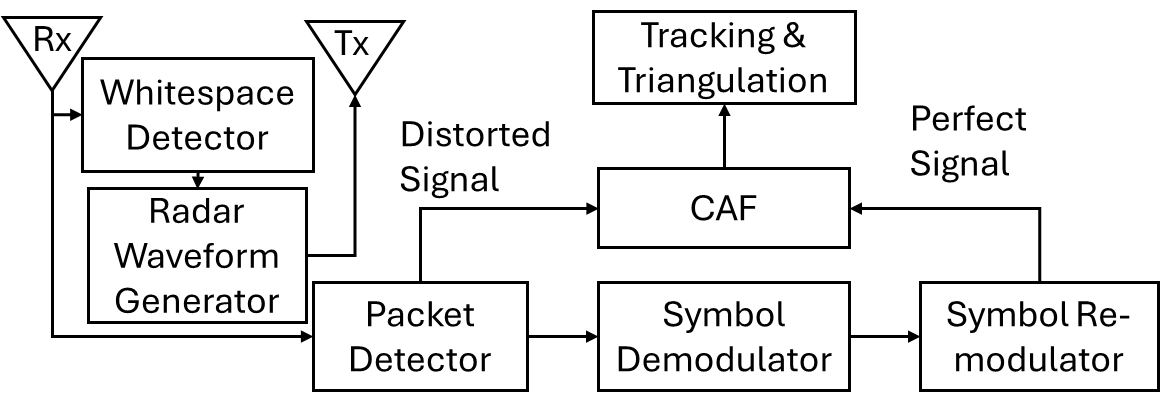 Rx
Tx
Tracking &
Triangulation
Whitespace
Detector
Distorted
Signal
Perfect
Signal
CAF
Radar
Waveform
Generator
Packet
Detector
Symbol
Demodulator
Symbol Re-
modulator